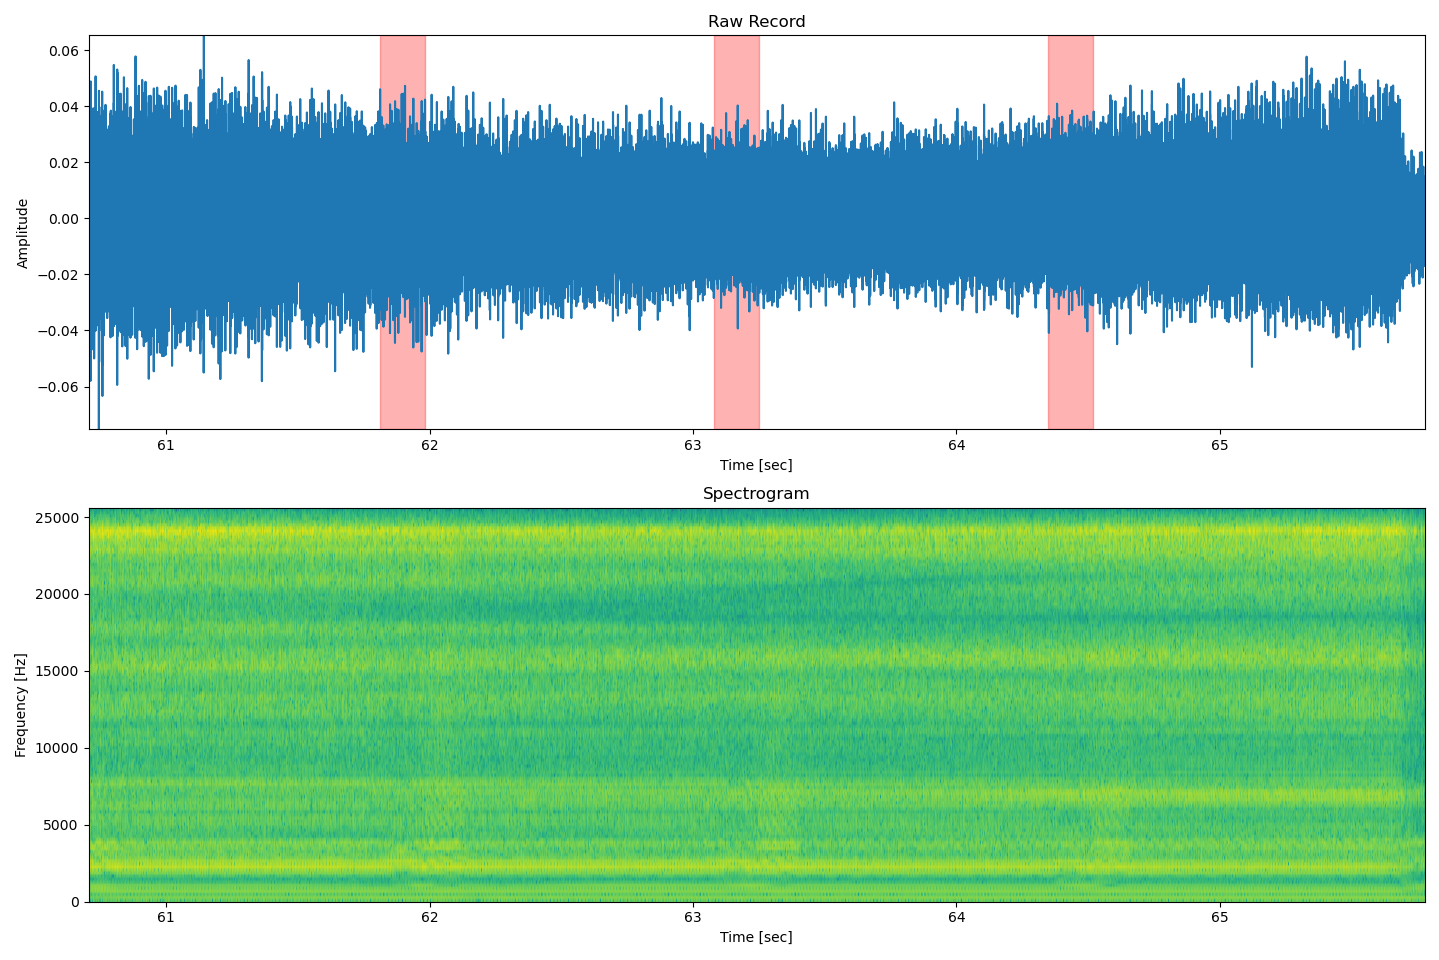 Raw Record
0.06
0.04
0.02
0.00
−0.02
−0.04
−0.06
Amplitude
61 62 63 64 65
Time [sec]
Spectrogram
25000
20000
15000
10000
5000
0
Frequency [Hz]
61 62 63 64 65
Time [sec]